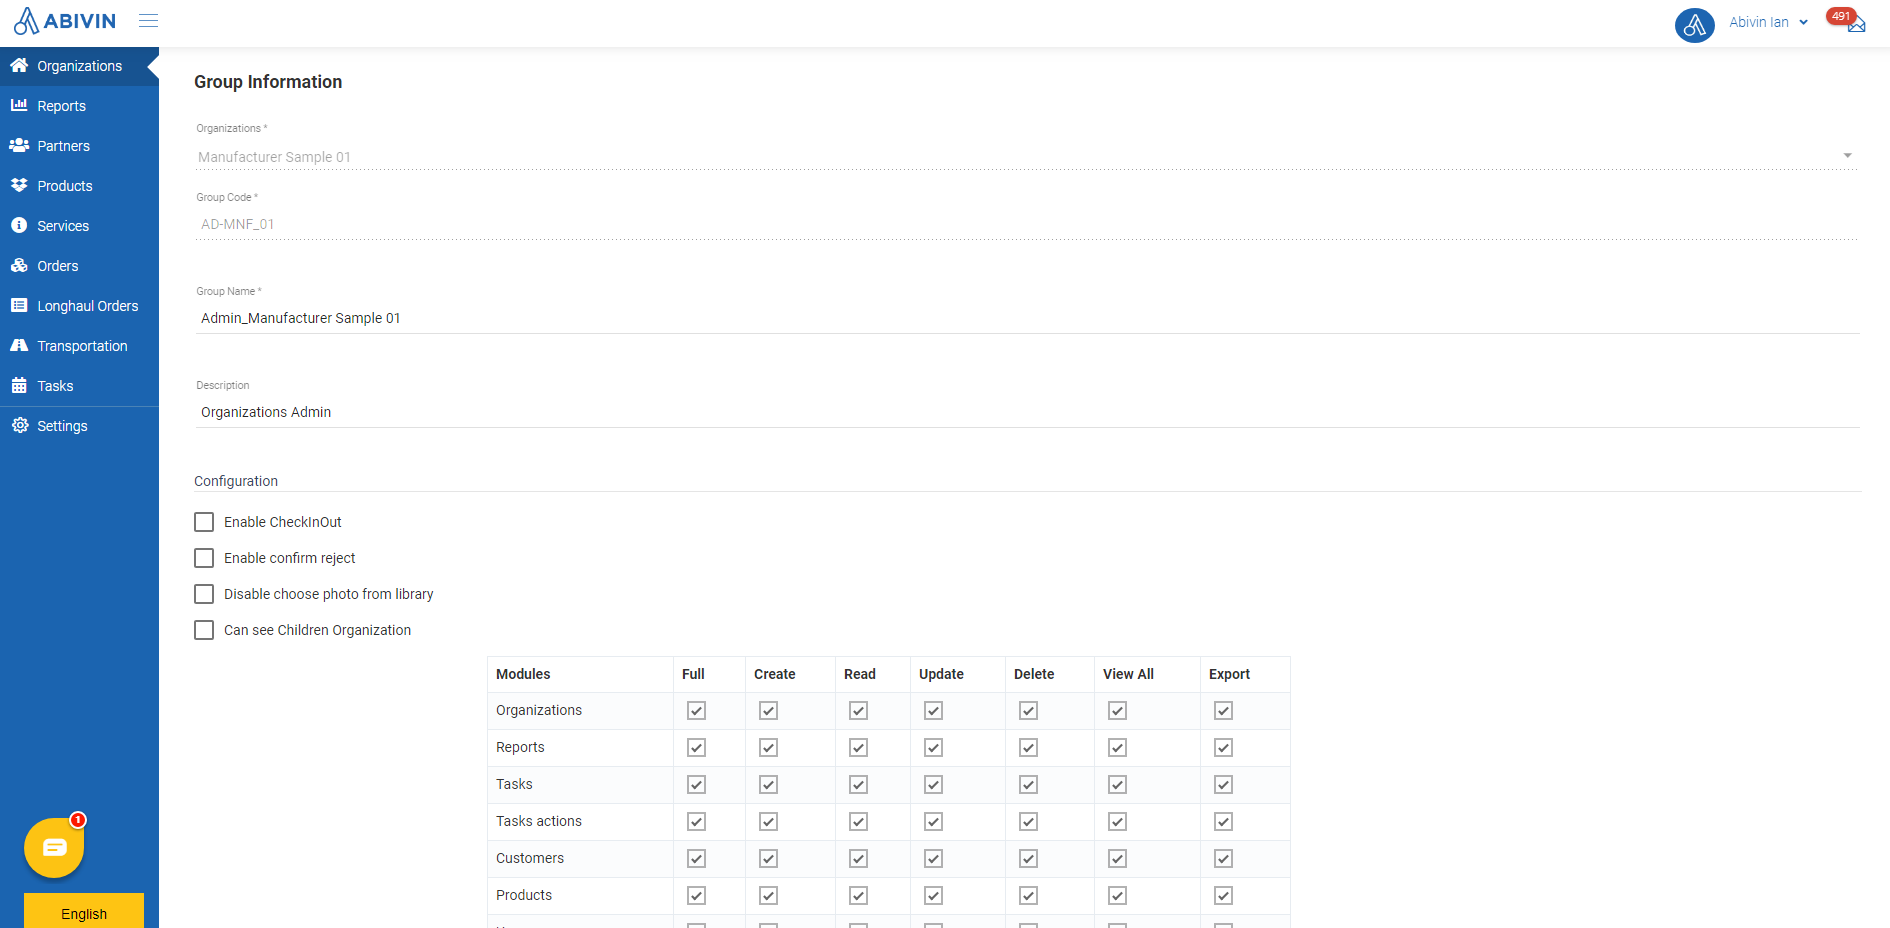 ABIVIN
Abivin Ian
491
Organizations
Reports
Partners
Products
Services
Orders
Longhaul Orders
Transportation
Tasks
Settings
1
English
Group Information
Organizations *
Manufacturer Sample 01
Group Code *
AD-MNF_01
Group Name *
Admin_Manufacturer Sample 01
Description
Organizations Admin
Configuration
Enable CheckInOut
Enable confirm reject
Disable choose photo from library
Can see Children Organization
Modules Full Create Read Update Delete View All Export
Organizations
Reports
Tasks
Tasks actions
Customers
Products